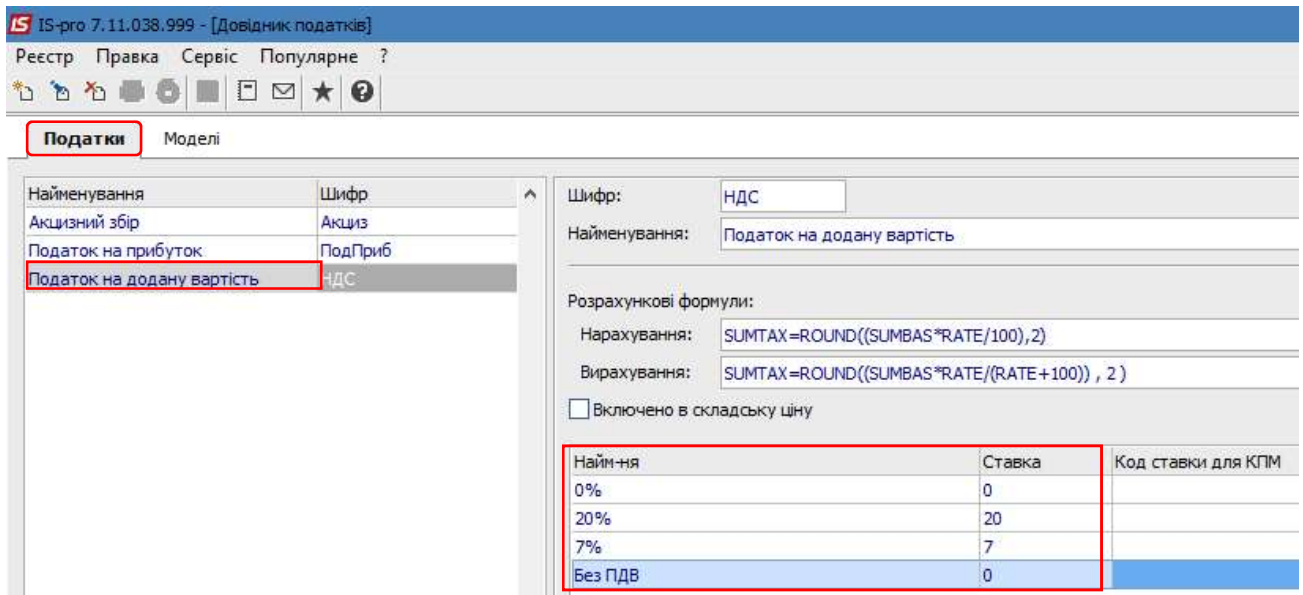 IS-pro 7.11.038.999 - [Довідник податків]
Реєстр Правка Сервіс Популярне ?
Податки Моделі
Найменування Шифр
Акцизний збір Акциз
Податок на прибуток ПодПриб
Податок на додану вартість НДС
Шифр: НДС
Найменування: Податок на додану вартість
Розрахункові формули:
Нарахування: SUMTAX=ROUND((SUMBAS*RATE/100),2)
Вирахування: SUMTAX=ROUND((SUMBAS*RATE/(RATE+100)) , 2 )
Включено в складську ціну
Найм-ня Ставка Код ставки для КПМ
0% 0
20% 20
7% 7
Без ПДВ 0